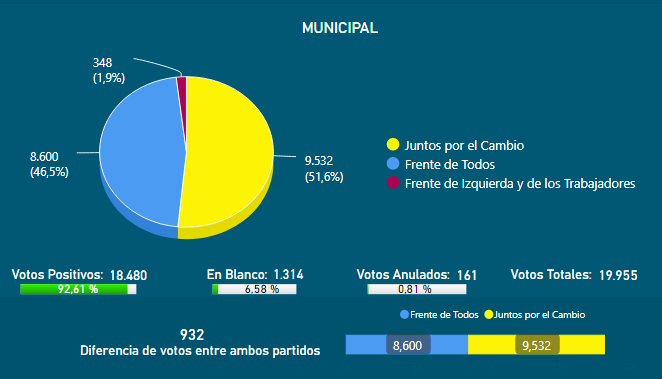 MUNICIPAL
348
(1,9%)
8.600
(46,5%)
9.532
(51,6%)
Juntos por el Cambio
Frente de Todos
Frente de Izquierda y de los Trabajadores
Votos Positivos: 18.480
92,61 %
En Blanco: 1.314
6,58 %
Votos Anulados: 161
0,81 %
Votos Totales: 19.955
932
Diferencia de votos entre ambos partidos
Frente de Todos Juntos por el Cambio
8,600 9,532